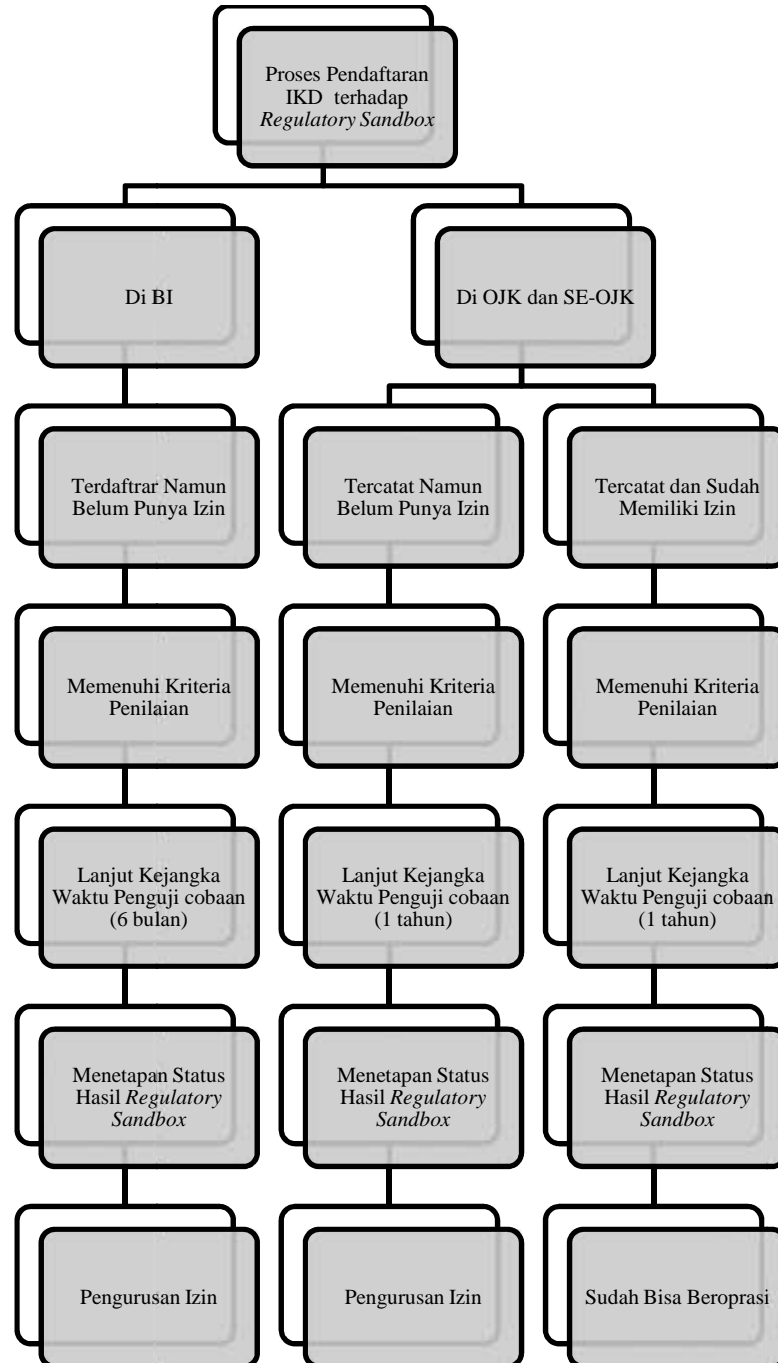 Proses Pendaftaran
IKD terhadap
Regulatory Sandbox
Di BI
Di OJK dan SE-OJK
Terdaftrar Namun
Belum Punya Izin
Tercatat Namun
Belum Punya Izin
Tercatat dan Sudah
Memiliki Izin
Memenuhi Kriteria
Penilaian
Memenuhi Kriteria
Penilaian
Memenuhi Kriteria
Penilaian
Lanjut Kejangka
Waktu Penguji cobaan
(6 bulan)
Lanjut Kejangka
Waktu Penguji cobaan
(1 tahun)
Lanjut Kejangka
Waktu Penguji cobaan
(1 tahun)
Menetapan Status
Hasil Regulatory
Sandbox
Menetapan Status
Hasil Regulatory
Sandbox
Menetapan Status
Hasil Regulatory
Sandbox
Pengurusan Izin
Pengurusan Izin
Sudah Bisa Beroprasi